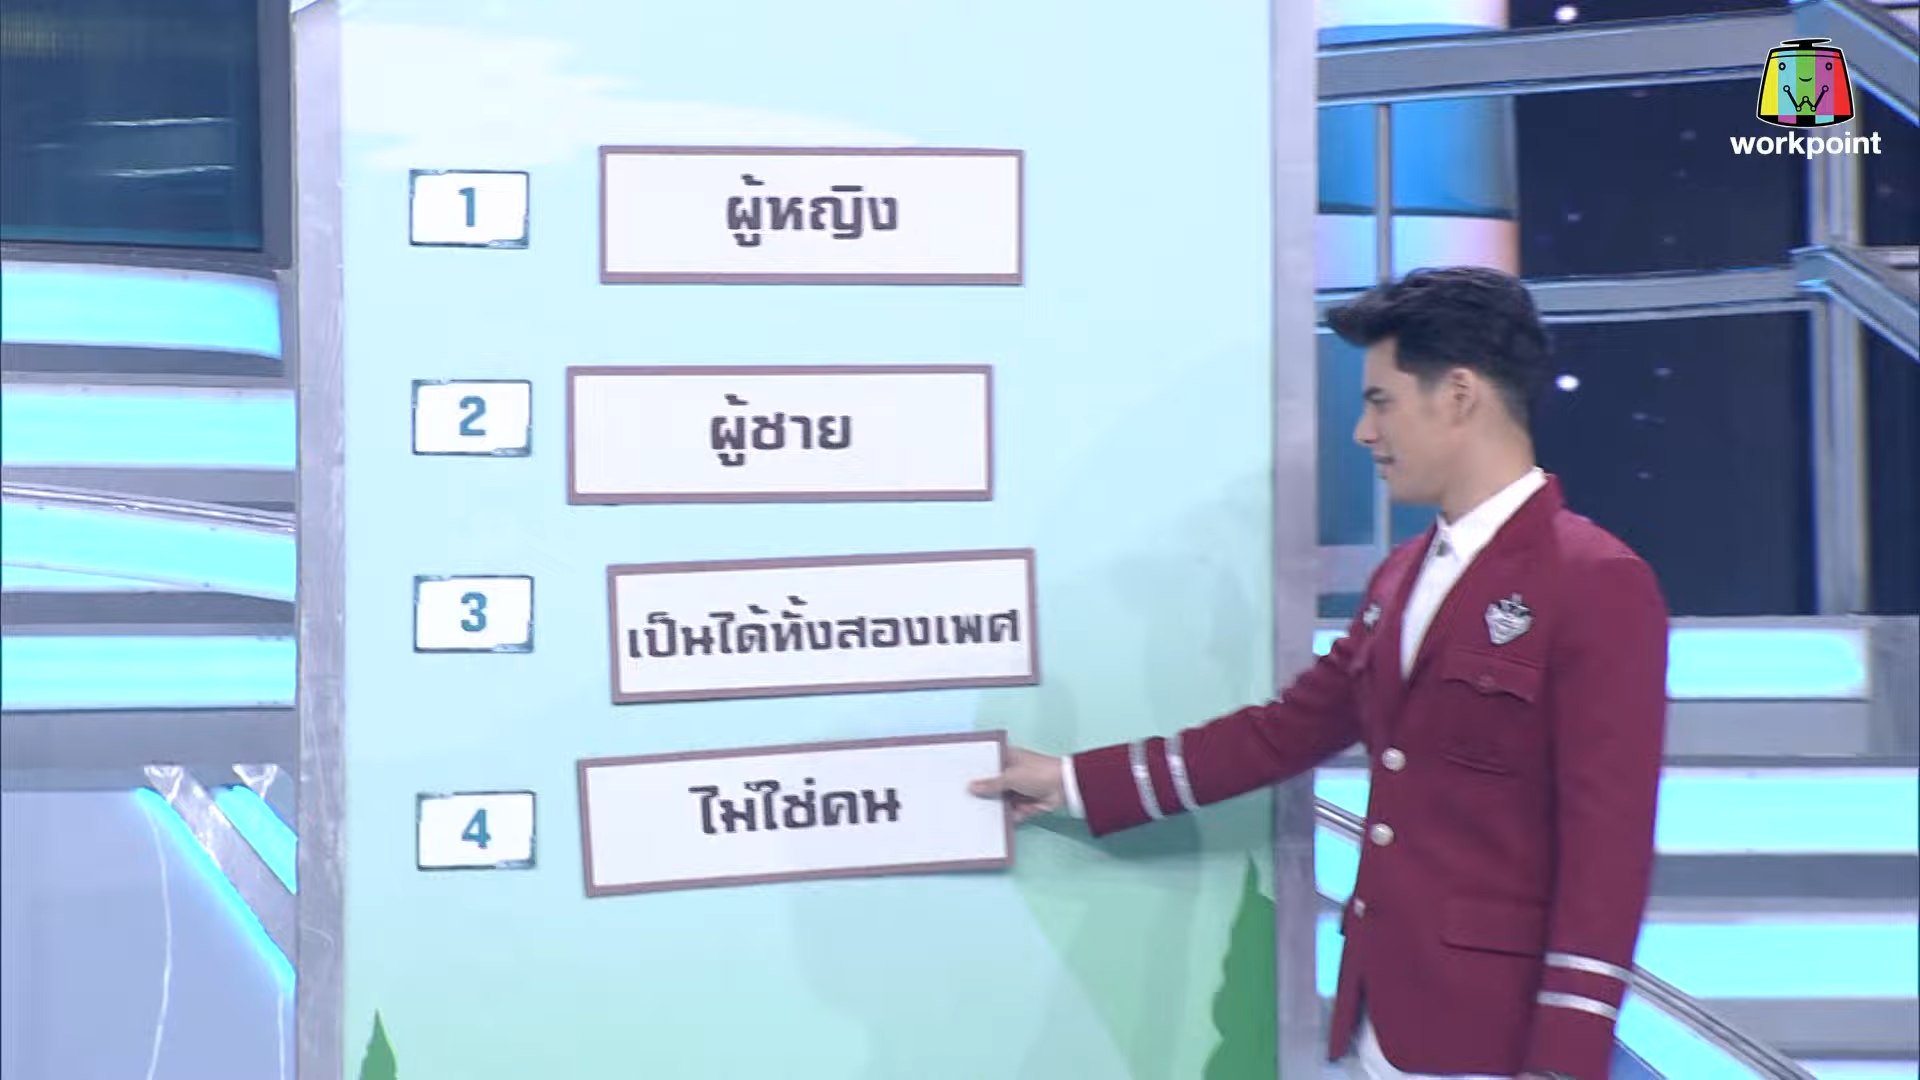 workpoint
1 ผู้หญิง
2 ผู้ชาย
3 เป็นได้ทั้งสองเพศ
4 ไม่ใช่คน